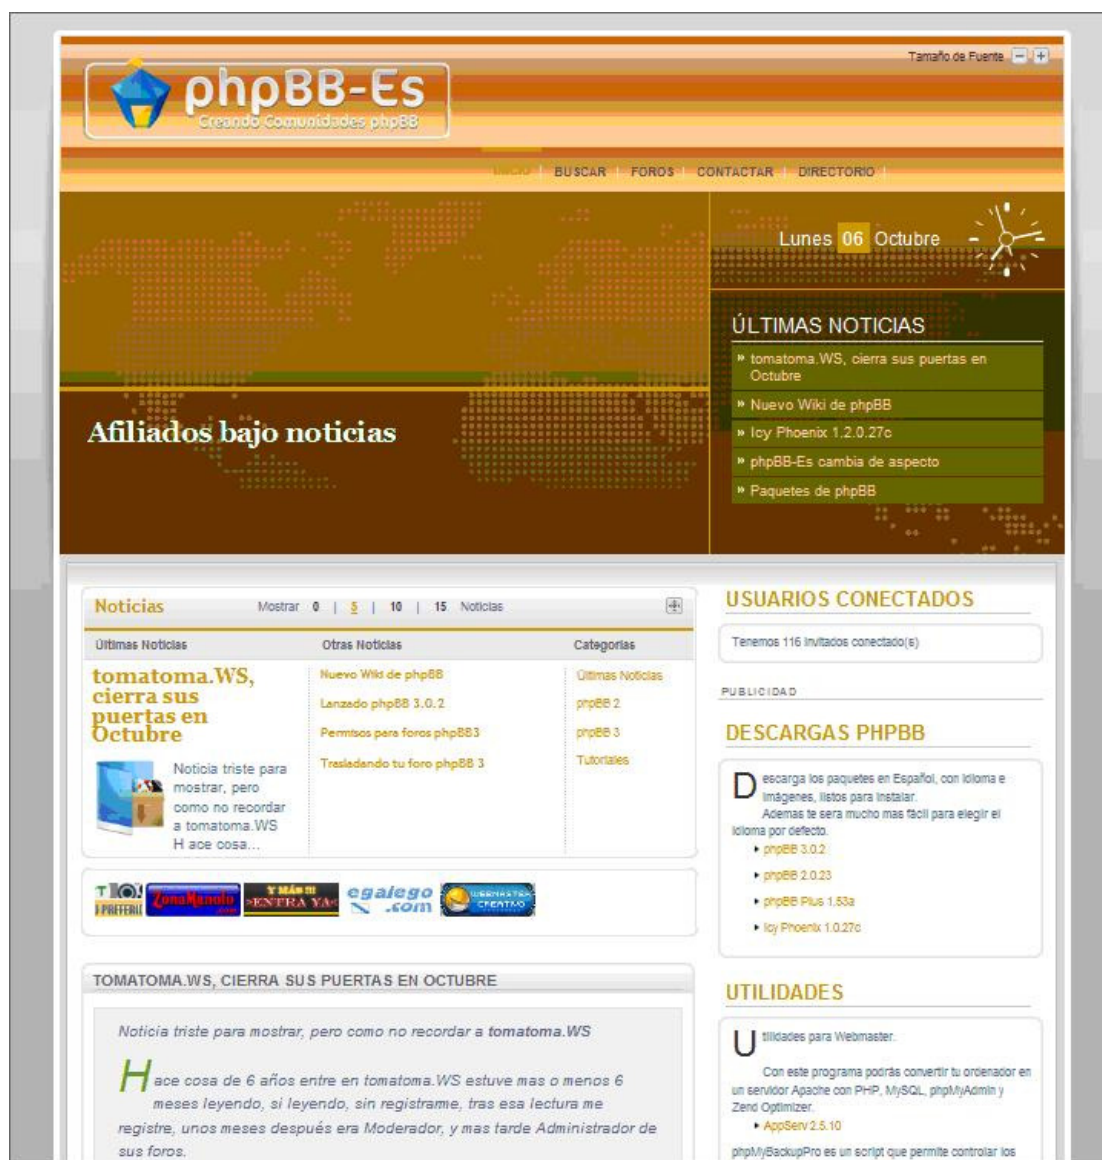 Tamaño de Fuente
phpBB-Es
Creando Comunidades phpBB
INICIO | BUSCAR | FOROS | CONTACTAR | DIRECTORIO |
Lunes 06 Octubre
ÚLTIMAS NOTICIAS
» tomatoma.WS, cierra sus puertas en
Octubre
» Nuevo Wiki de phpBB
» Icy Phoenix 1.2.0.27c
» phpBB-Es cambia de aspecto
» Paquetes de phpBB
Afiliados bajo noticias
Noticias
Mostrar 0 | 5 | 10 | 15 Noticias
Últimas Noticias
Otras Noticias
Categorías
tomatoma.WS,
cierra sus
puertas en
Octubre
Noticia triste para
mostrar, pero
como no recordar
a tomatoma.WS
H ace cosa...
Nuevo Wiki de phpBB
Lanzado phpBB 3.0.2
Permisos para foros phpBB3
Trasladando tu foro phpBB 3
Últimas Noticias
phpBB 2
phpBB 3
Tutoriales
ZonaManolo
.com
Y MÁS !!!
>ENTRA YA<
egalego
.com
WEBMASTER
CREATIVO
TOMATOMA.WS, CIERRA SUS PUERTAS EN OCTUBRE
Noticia triste para mostrar, pero como no recordar a tomatoma.WS
Hace cosa de 6 años entre en tomatoma.WS estuve mas o menos 6
meses leyendo, si leyendo, sin registrarme, tras esa lectura me
registre, unos meses después era Moderador, y mas tarde Administrador de
sus foros.
USUARIOS CONECTADOS
Tenemos 116 invitados conectado(s)
PUBLICIDAD
DESCARGAS PHPBB
Descarga los paquetes en Español, con Idioma e
Imágenes, listos para Instalar.
Ademas te sera mucho mas fácil para elegir el
Idioma por defecto.
phpBB 3.0.2
phpBB 2.0.23
phpBB Plus 1.53a
Icy Phoenix 1.0.27c
UTILIDADES
Utilidades para Webmaster.
Con este programa podrás convertir tu ordenador en
un servidor Apache con PHP, MySQL, phpMyAdmin y
Zend Optimizer.
AppServ 2.5.10
phpMyBackupPro es un script que permite controlar los